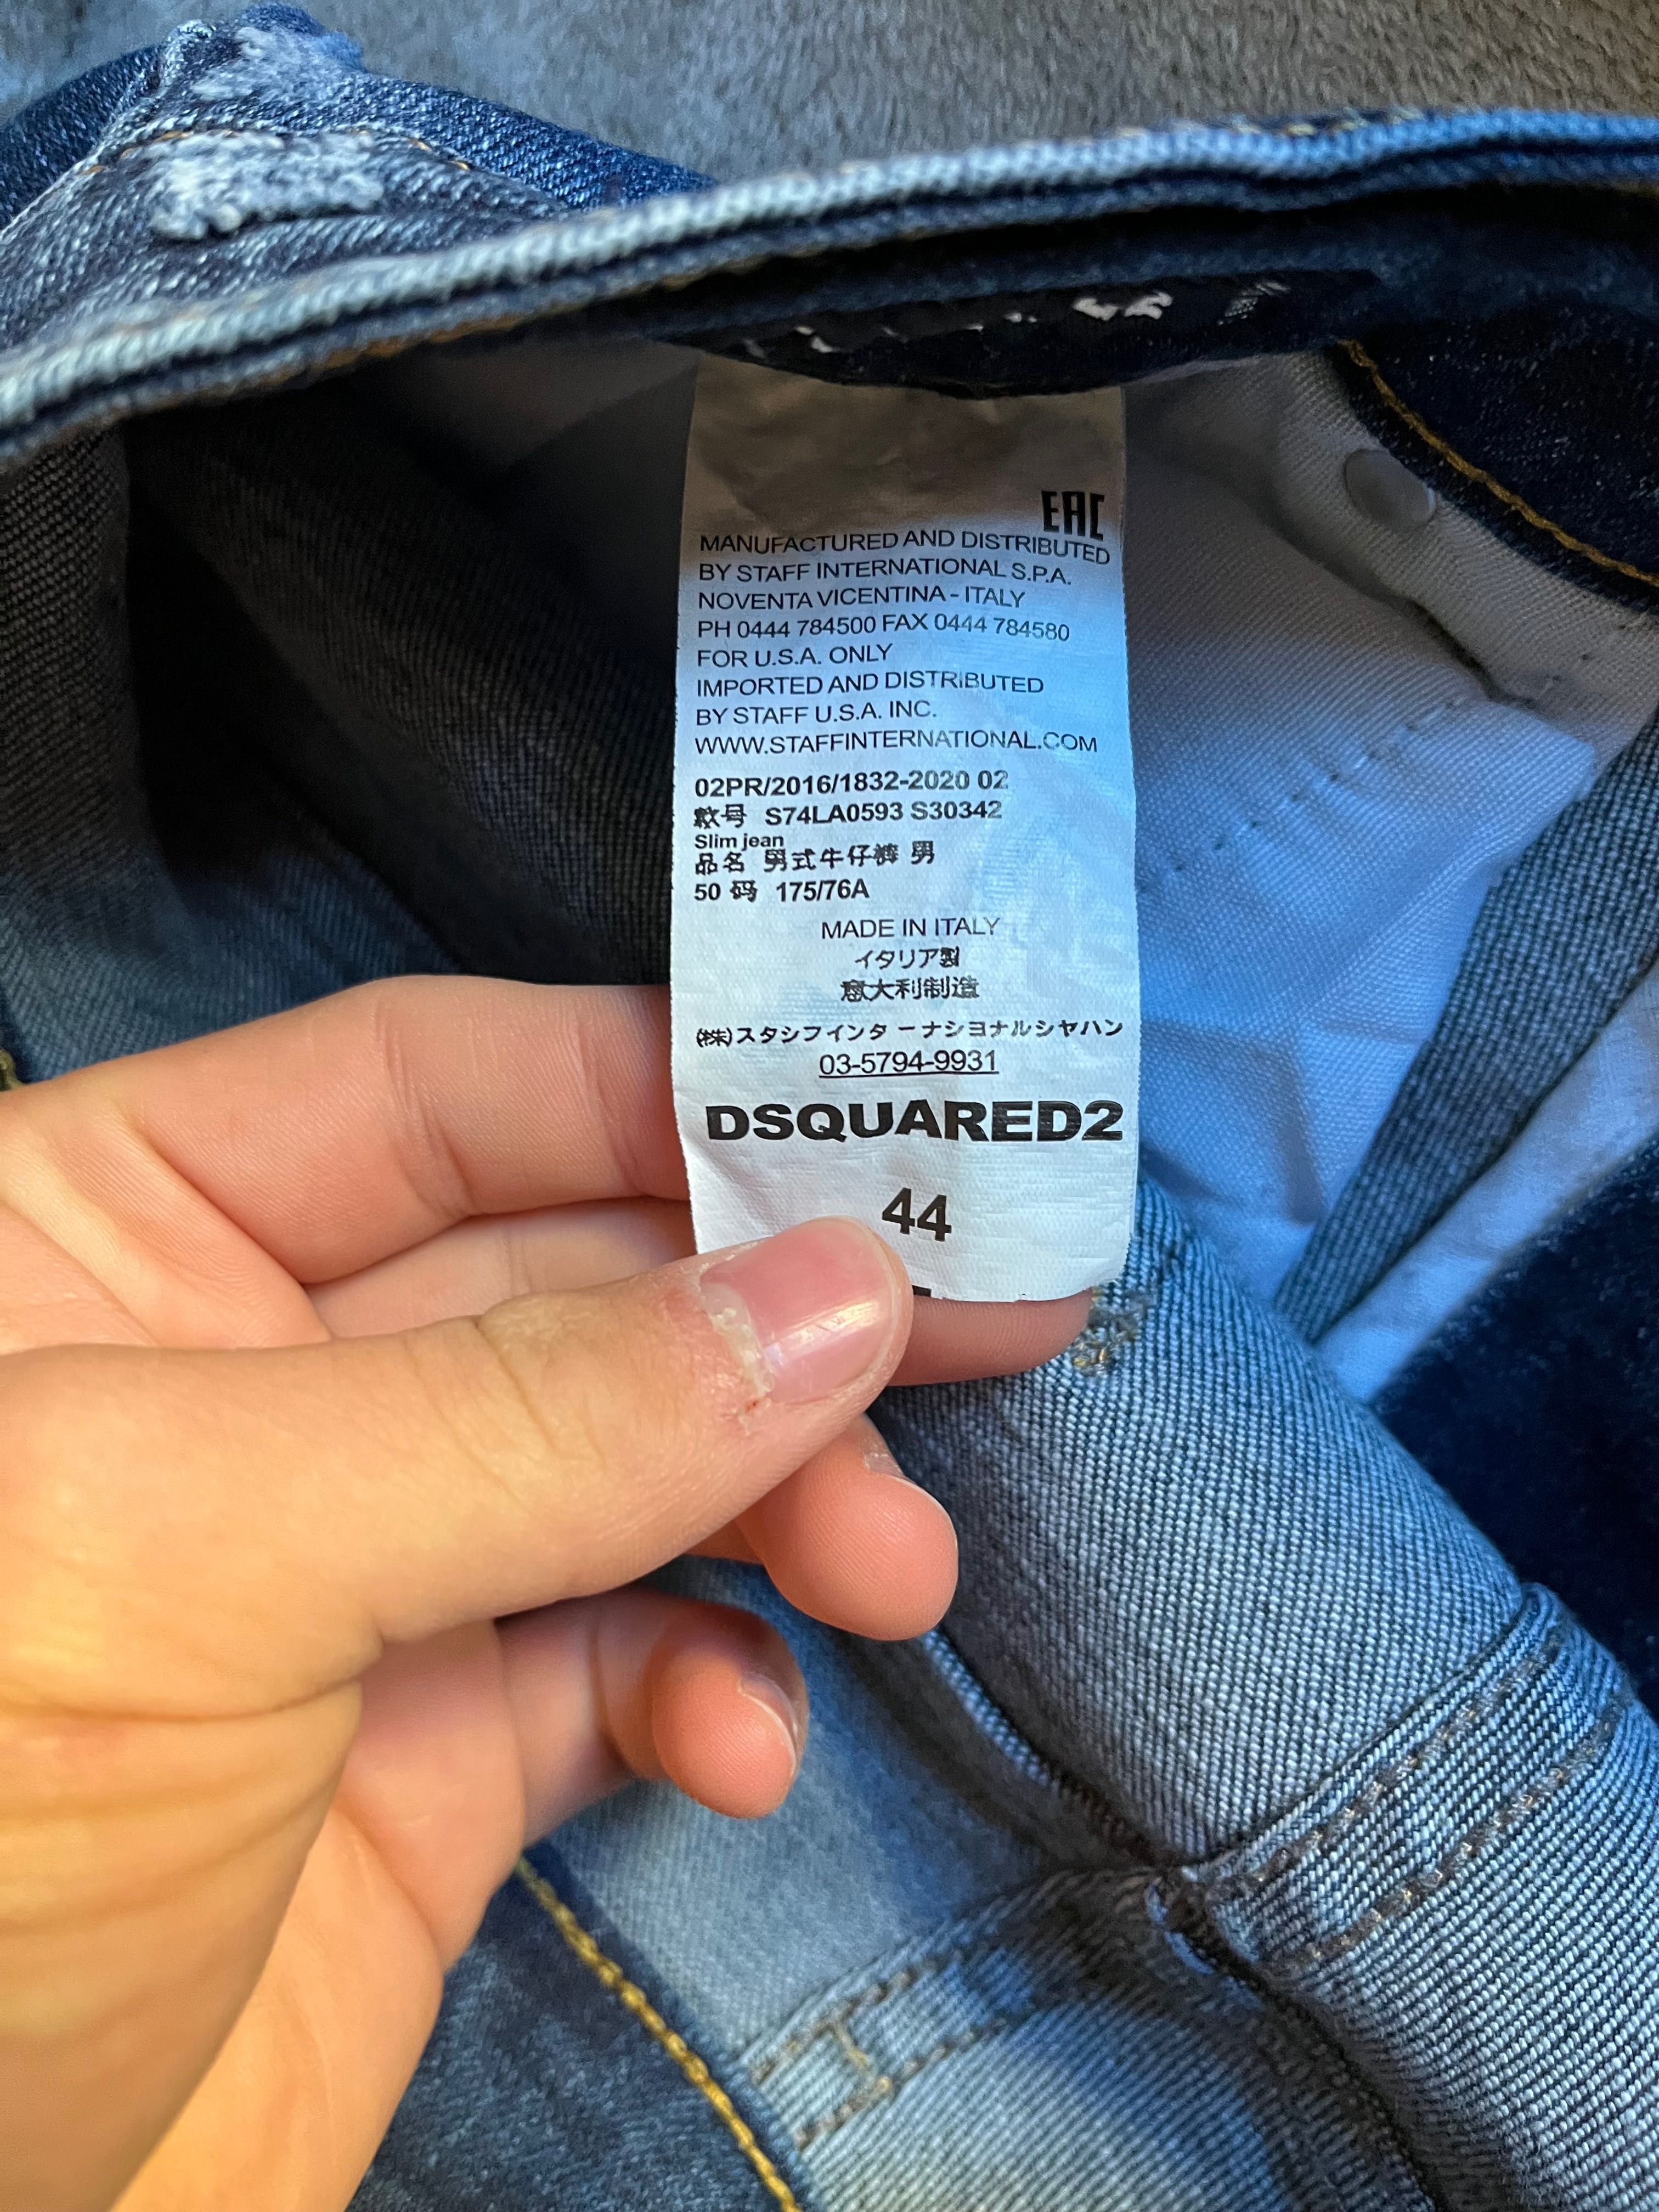 EAC
MANUFACTURED AND DISTRIBUTED
BY STAFF INTERNATIONAL S.P.A.
NOVENTA VICENTINA - ITALY
PH 0444 784500 FAX 0444 784580
FOR U.S.A. ONLY
IMPORTED AND DISTRIBUTED
BY STAFF U.S.A. INC.
WWW.STAFFINTERNATIONAL.COM
02PR/2016/1832-2020 02
款号 S74LA0593 S30342
Slim jean
品名 男式牛仔裤 男
50 码 175/76A
MADE IN ITALY
イタリア製
意大利制造
(株)スタシフインターナシヨナルシヤハン
03-5794-9931
DSQUARED2
44